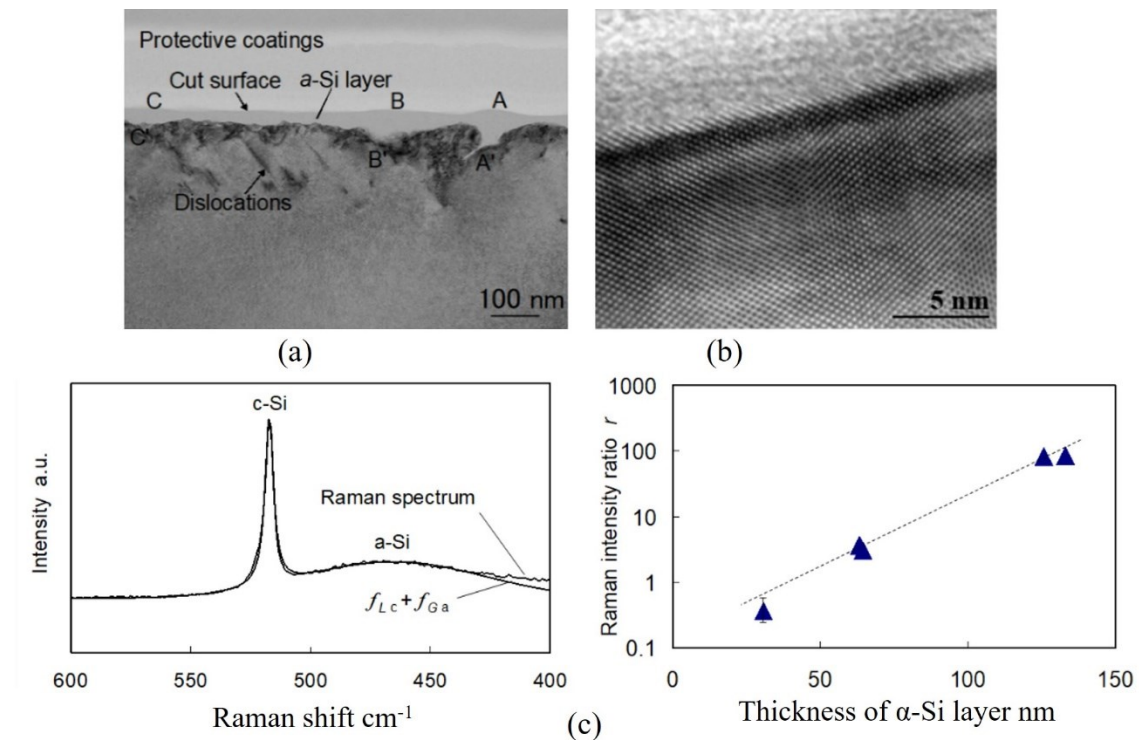 Protective coatings
Cut surface a-Si layer
C B A
C' B' A'
Dislocations
100 nm
5 nm
(a) (b)
c-Si
Raman spectrum
a-Si
f L c + f G a
Intensity a.u.
600 550 500 450 400
Raman shift cm-1
1000
100
10
1
0.1
Raman intensity ratio r
0 50 100 150
Thickness of α-Si layer nm
(c)